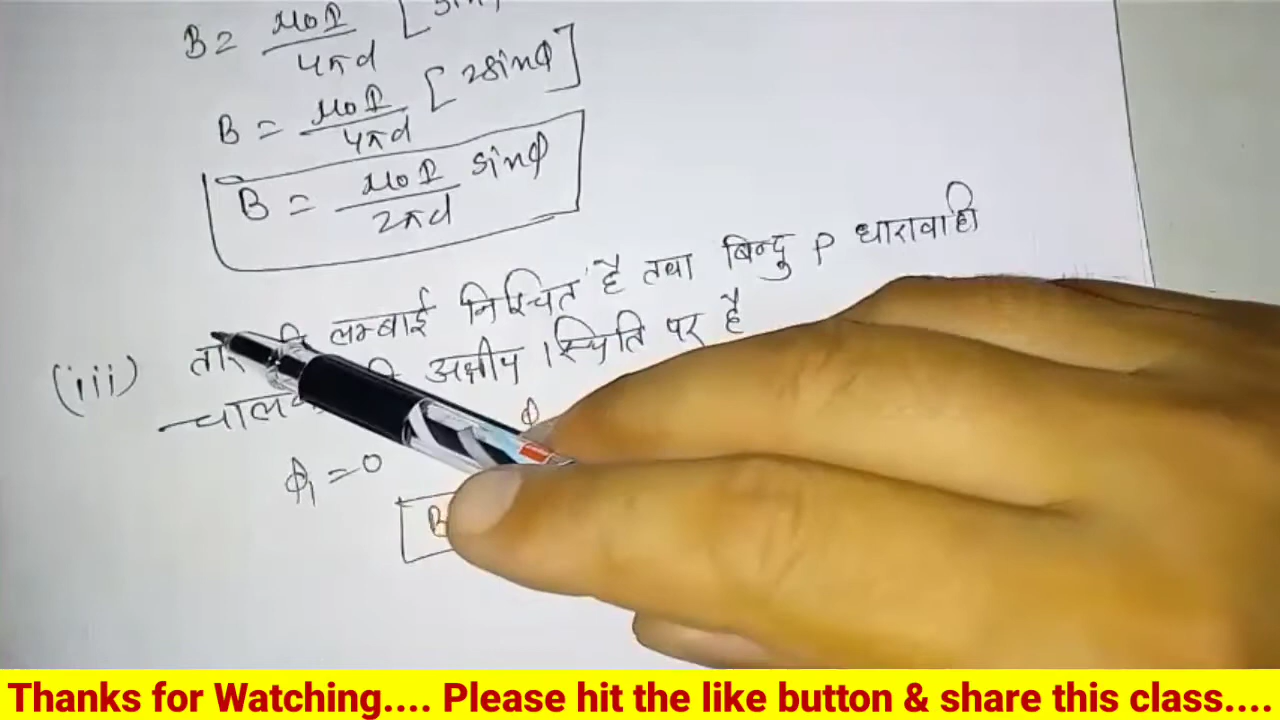 B = μ₀I / 4πd [
B = μ₀I / 4πd [2sinφ]
B = μ₀I / 2πd sinφ
(iii) तार लम्बाई निश्चित है तथा बिन्दु P धारावाही
अक्षीय स्थिति पर है
φ₁ = 0
B
Thanks for Watching.... Please hit the like button & share this class....